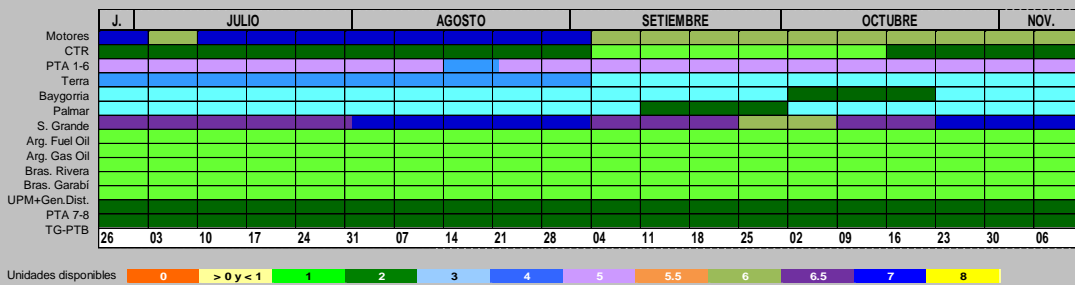 J. JULIO AGOSTO SETIEMBRE OCTUBRE NOV.
Motores
CTR
PTA 1-6
Terra
Baygorria
Palmar
S. Grande
Arg. Fuel Oil
Arg. Gas Oil
Bras. Rivera
Bras. Garabí
UPM+Gen.Dist.
PTA 7-8
TG-PTB
26 03 10 17 24 31 07 14 21 28 04 11 18 25 02 09 16 23 30 06
Unidades disponibles 0 > 0 y < 1 1 2 3 4 5 5.5 6 6.5 7 8